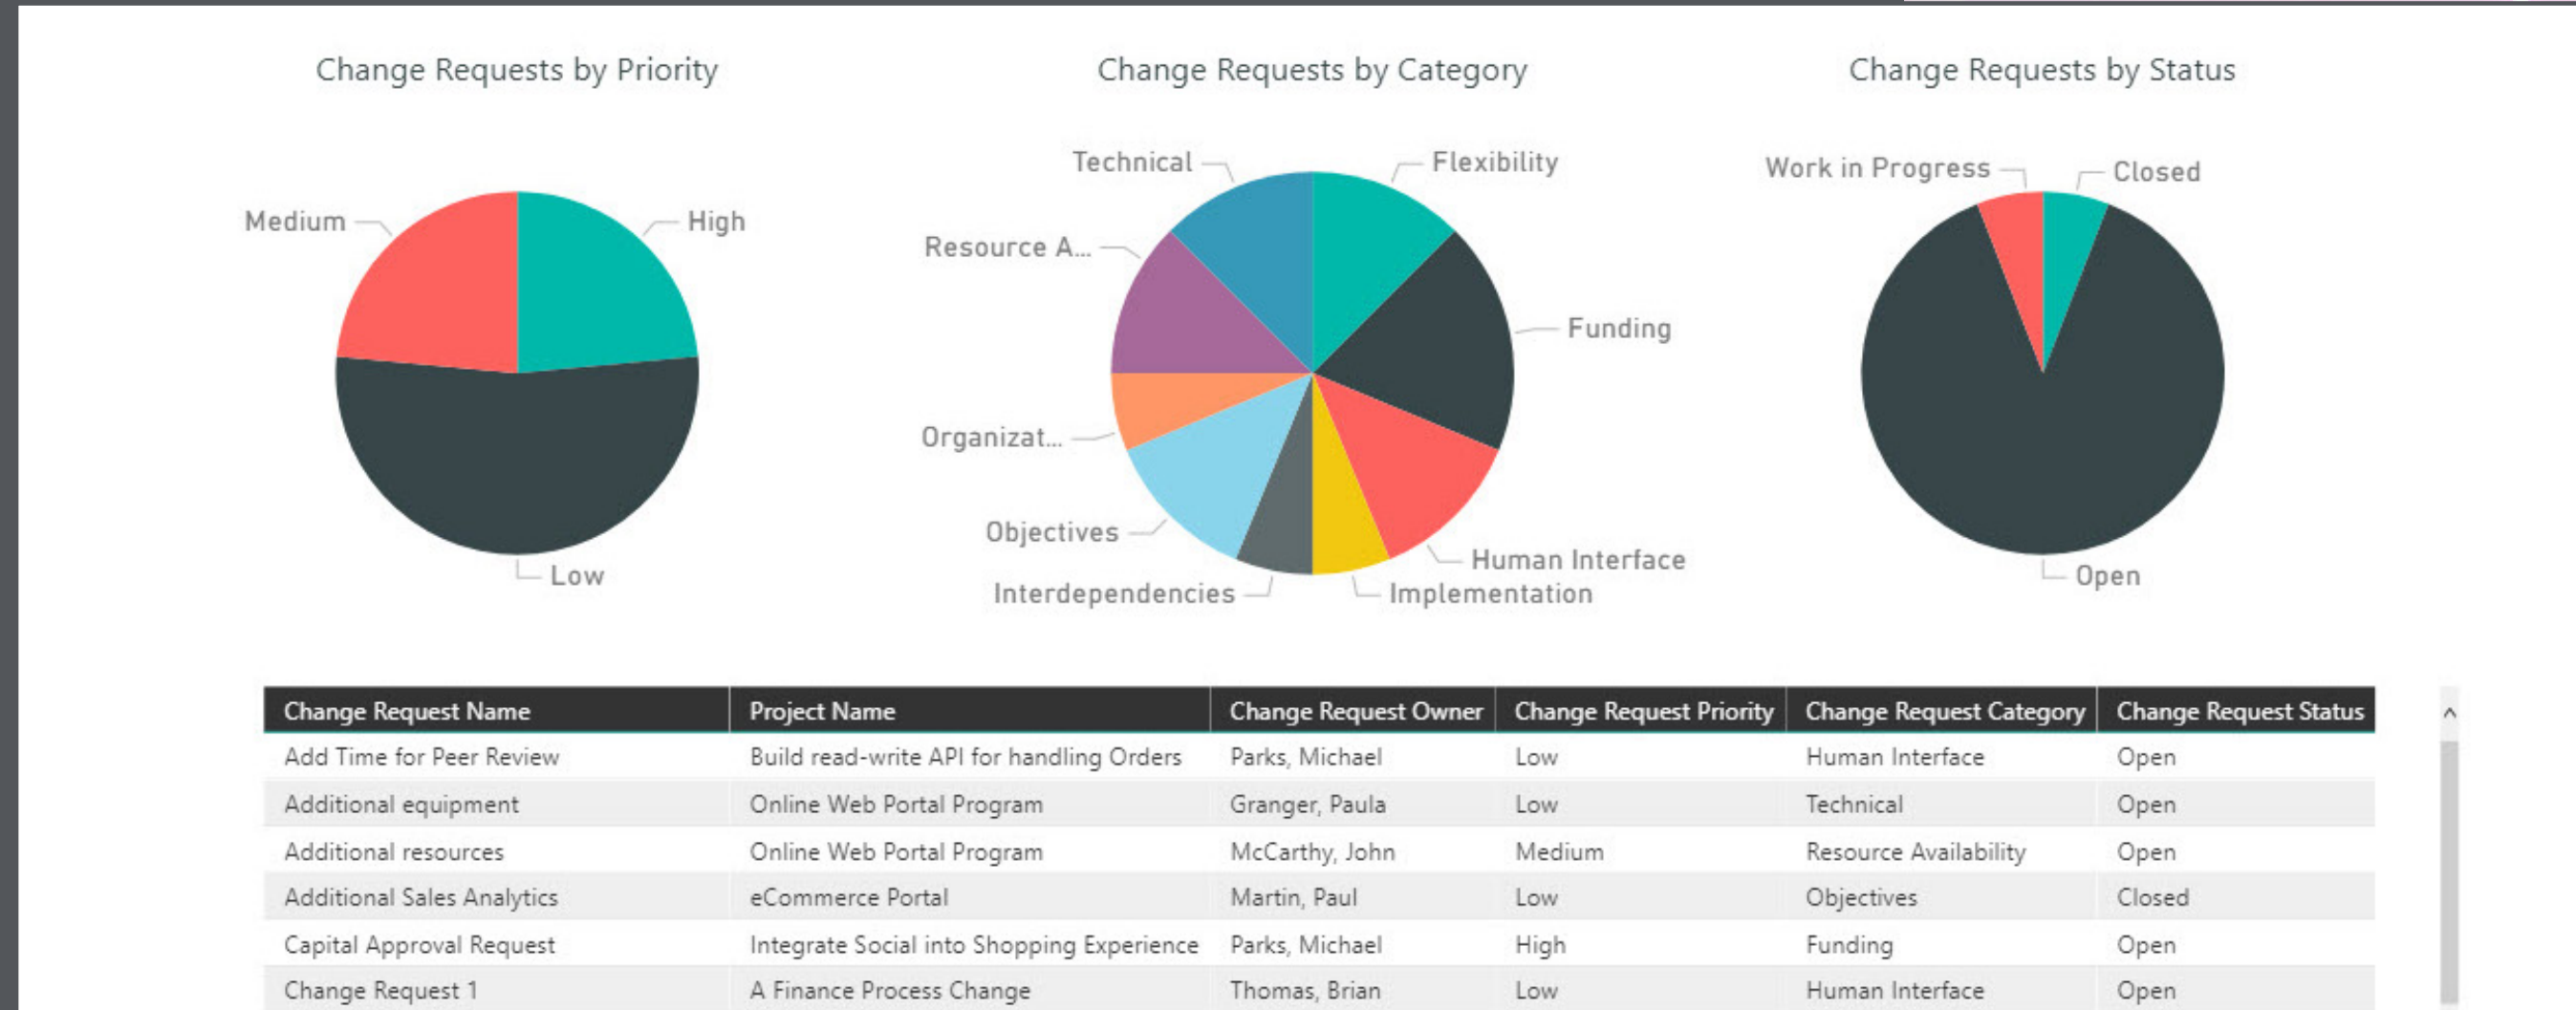 Change Requests by Priority
Medium
High
Low
Change Requests by Category
Technical
Flexibility
Resource A...
Funding
Organizat...
Objectives
Human Interface
Interdependencies
Implementation
Change Requests by Status
Work in Progress
Closed
Open
Change Request Name Project Name Change Request Owner Change Request Priority Change Request Category Change Request Status
Add Time for Peer Review Build read-write API for handling Orders Parks, Michael Low Human Interface Open
Additional equipment Online Web Portal Program Granger, Paula Low Technical Open
Additional resources Online Web Portal Program McCarthy, John Medium Resource Availability Open
Additional Sales Analytics eCommerce Portal Martin, Paul Low Objectives Closed
Capital Approval Request Integrate Social into Shopping Experience Parks, Michael High Funding Open
Change Request 1 A Finance Process Change Thomas, Brian Low Human Interface Open